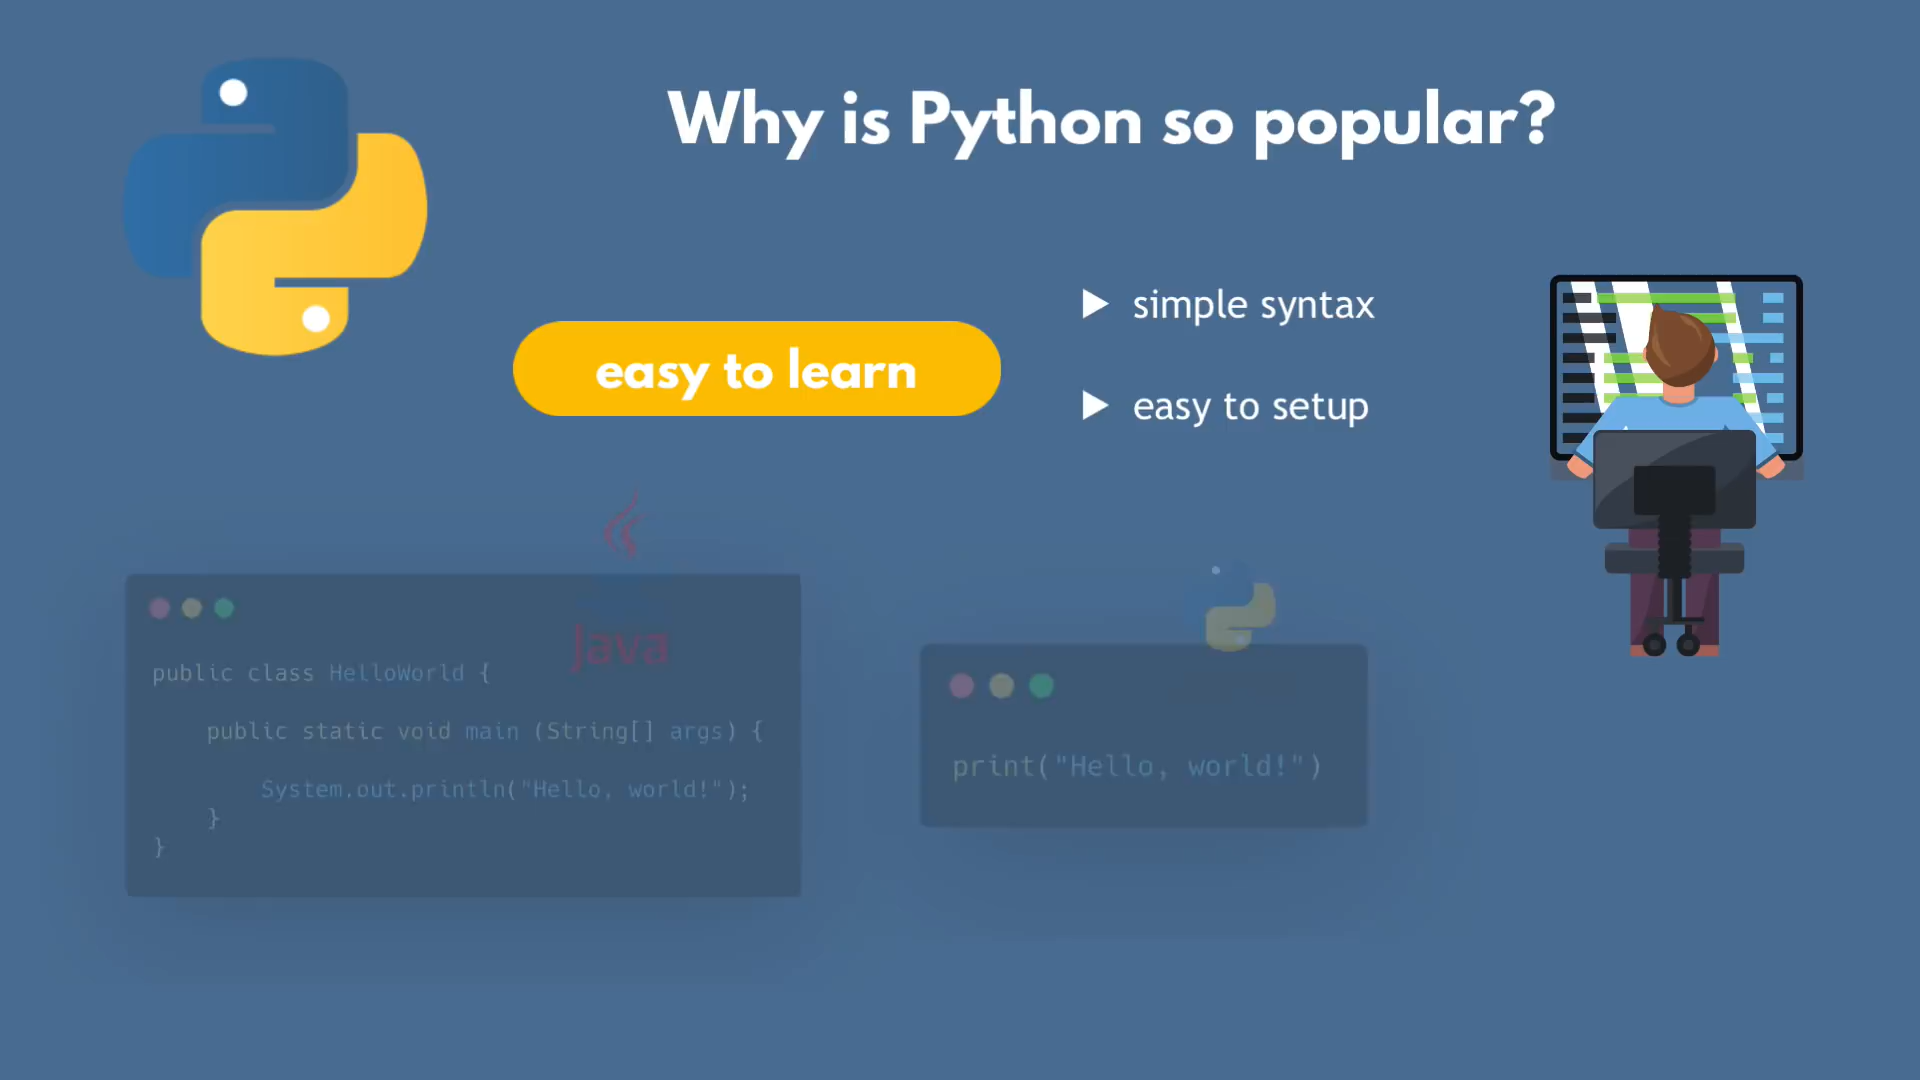 Why is Python so popular?
easy to learn
▶ simple syntax
▶ easy to setup
Java
public class HelloWorld {
public static void main (String[] args) {
System.out.println("Hello, world!");
}
}
print("Hello, world!")